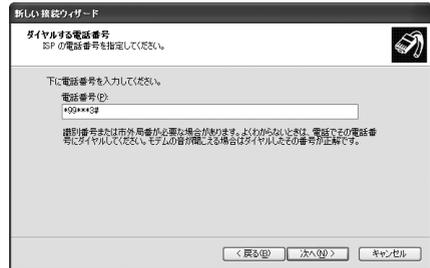 新しい接続ウィザード
ダイヤルする電話番号
ISP の電話番号を指定してください。
下に電話番号を入力してください。
電話番号(P):
*99***3#
識別番号または市外局番が必要な場合があります。よくわからないときは、電話でその電話番
号にダイヤルしてください。モデムの音が聞こえる場合はダイヤルしたその番号が正解です。
< 戻る(B)
次へ(N) >
キャンセル